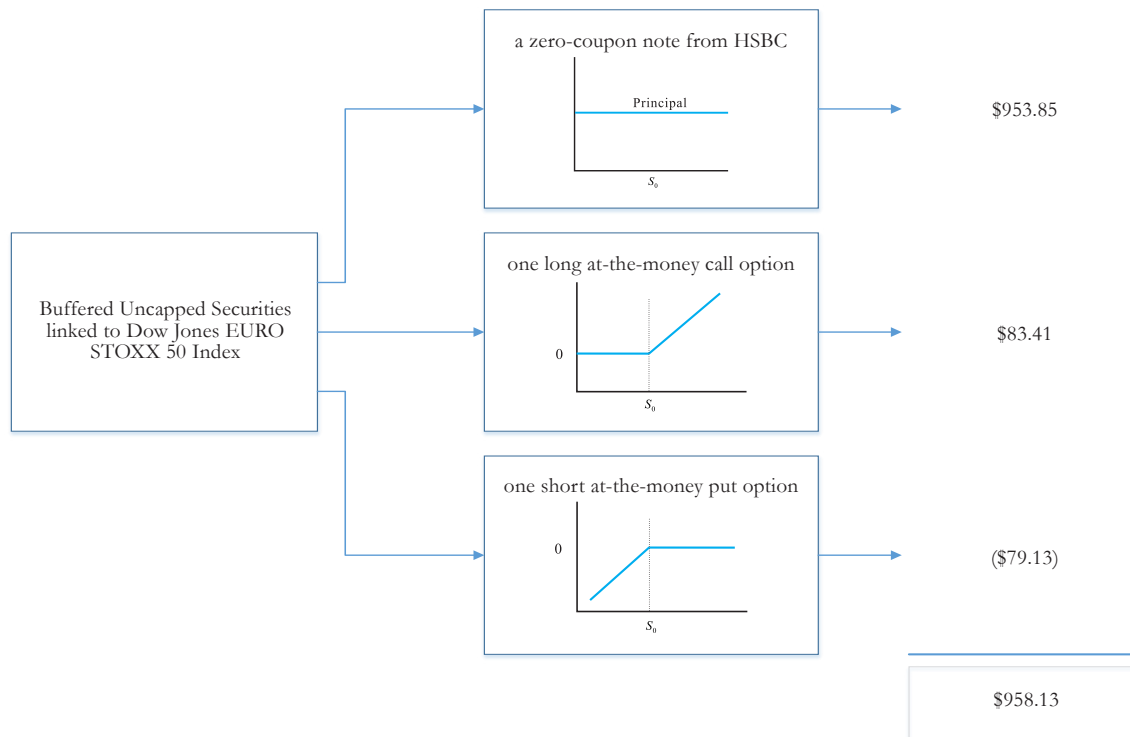 a zero-coupon note from HSBC
Principal
S₀
$953.85
Buffered Uncapped Securities
linked to Dow Jones EURO
STOXX 50 Index
one long at-the-money call option
0
S₀
$83.41
one short at-the-money put option
0
S₀
($79.13)
$958.13